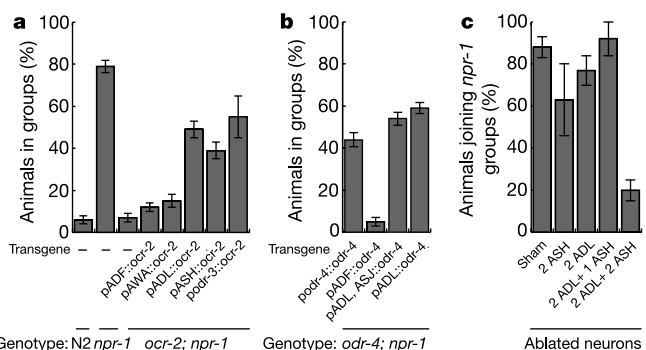 a
Animals in groups (%)
100
80
60
40
20
0
Transgene
– – –
pADF::ocr-2
pAWA::ocr-2
pADL::ocr-2
pASH::ocr-2
podr-3::ocr-2
Genotype: N2 npr-1 ocr-2; npr-1
b
Animals in groups (%)
100
80
60
40
20
0
Transgene
podr-4::odr-4
pADF::odr-4
pADL, ASJ::odr-4
pADL::odr-4.
Genotype: odr-4; npr-1
c
Animals joining npr-1
groups (%)
100
80
60
40
20
0
Sham
2 ASH
2 ADL
2 ADL+ 1 ASH
2 ADL+ 2 ASH
Ablated neurons